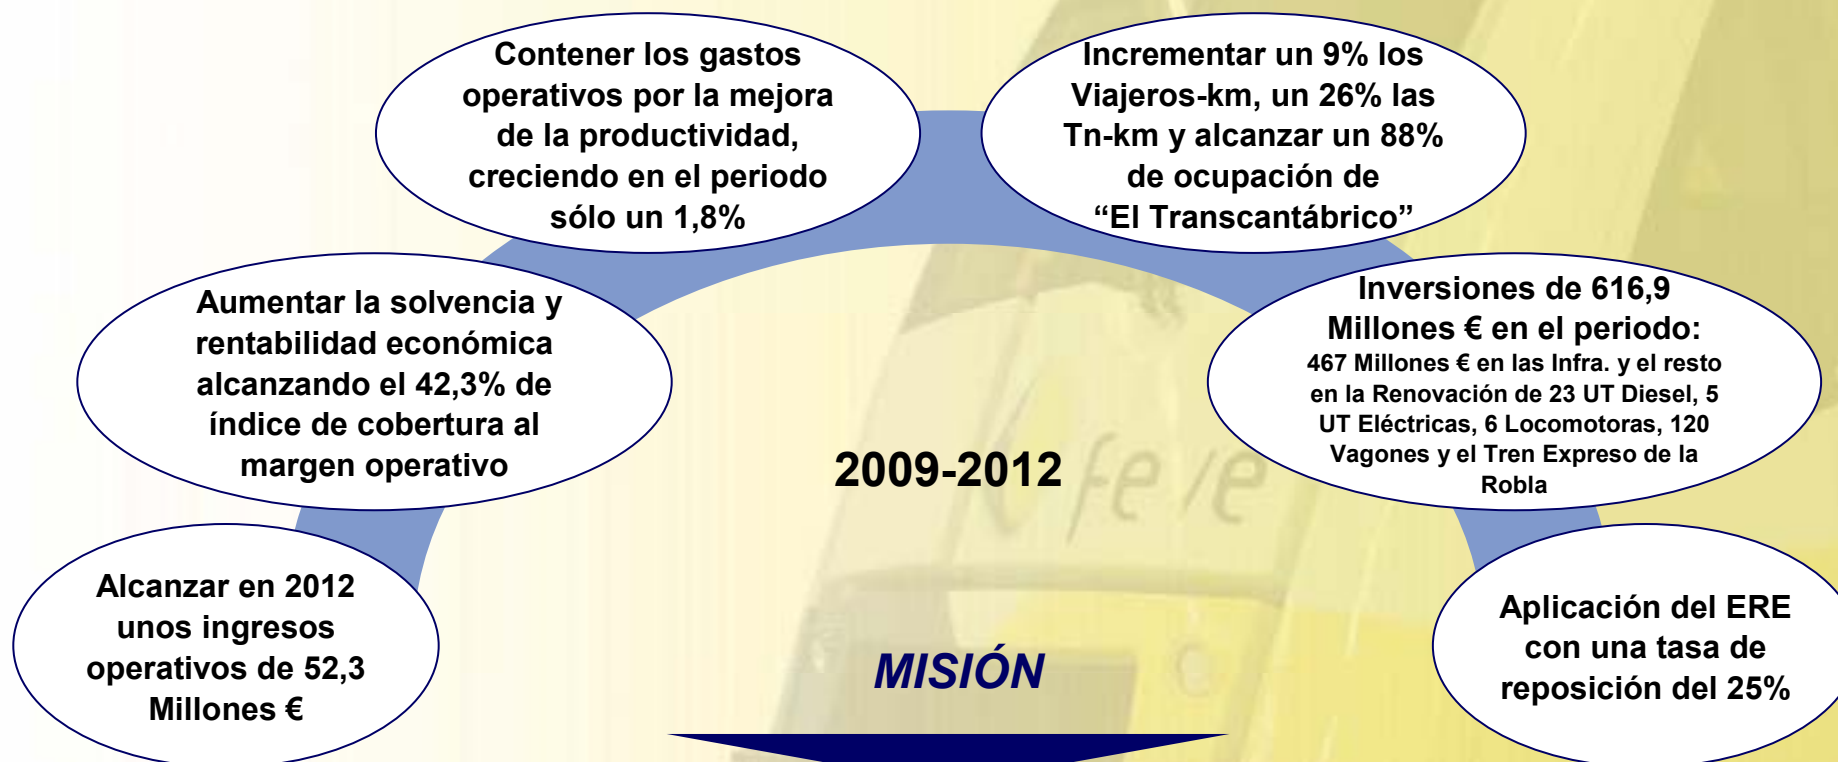 Contener los gastos
operativos por la mejora
de la productividad,
creciendo en el periodo
sólo un 1,8%
Incrementar un 9% los
Viajeros-km, un 26% las
Tn-km y alcanzar un 88%
de ocupación de
“El Transcantábrico”
Aumentar la solvencia y
rentabilidad económica
alcanzando el 42,3% de
índice de cobertura al
margen operativo
Inversiones de 616,9
Millones € en el periodo:
467 Millones € en las Infra. y el resto
en la Renovación de 23 UT Diesel, 5
UT Eléctricas, 6 Locomotoras, 120
Vagones y el Tren Expreso de la
Robla
2009-2012
feve
Alcanzar en 2012
unos ingresos
operativos de 52,3
Millones €
Aplicación del ERE
con una tasa de
reposición del 25%
MISIÓN